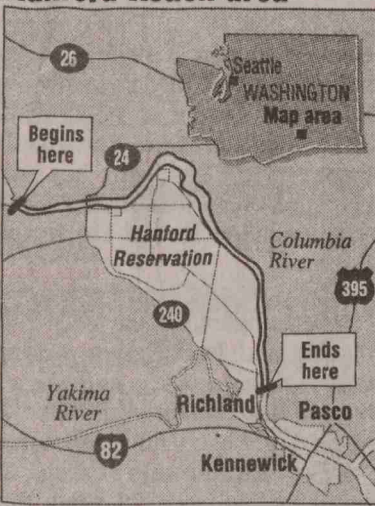 26
Seattle
WASHINGTON
Map area
Begins
here
24
Hanford
Reservation
Columbia
River
395
240
Ends
here
Yakima
River
Richland
Pasco
82
Kennewick